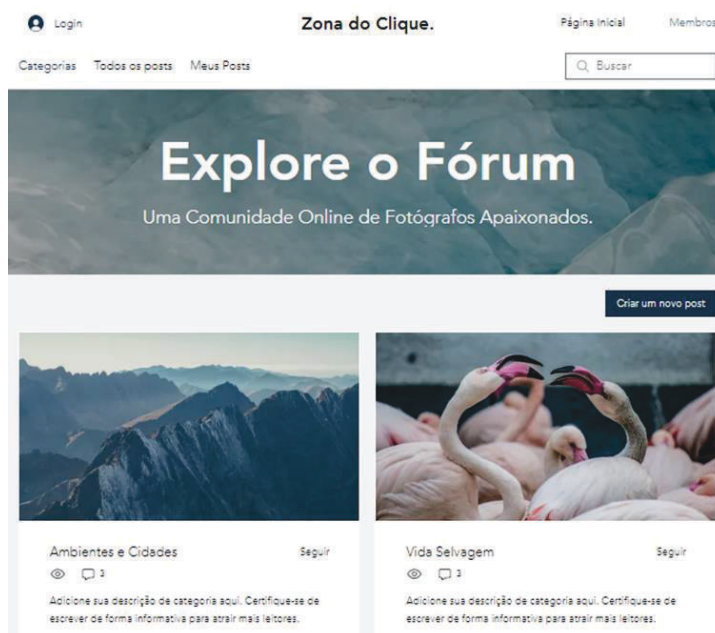 Login
Zona do Clique.
Página Inicial
Membros
Categorias Todos os posts Meus Posts
Buscar
Explore o Fórum
Uma Comunidade Online de Fotógrafos Apaixonados.
Criar um novo post
Ambientes e Cidades
Seguir
3
Adicione sua descrição de categoria aqui. Certifique-se de
escrever de forma informativa para atrair mais leitores.
Vida Selvagem
Seguir
3
Adicione sua descrição de categoria aqui. Certifique-se de
escrever de forma informativa para atrair mais leitores.